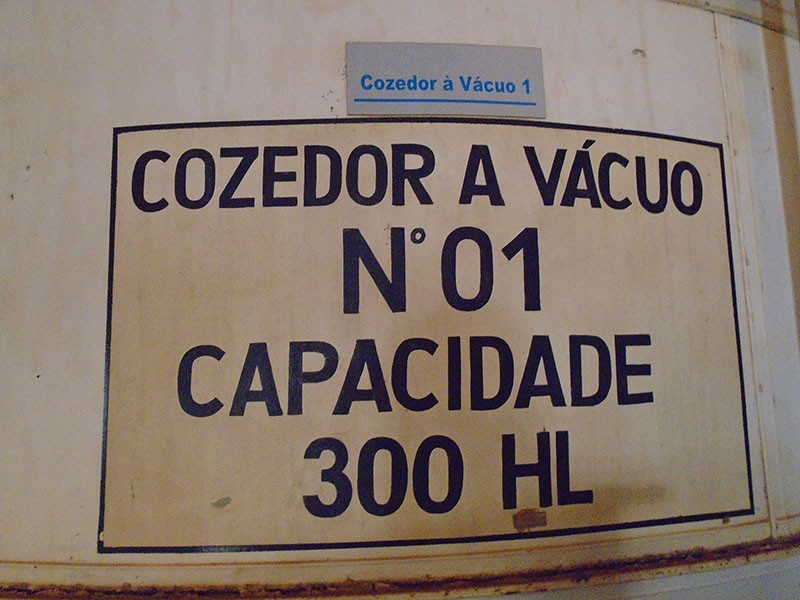 Cozedor à Vácuo 1
COZEDOR A VÁCUO
N° 01
CAPACIDADE
300 HL